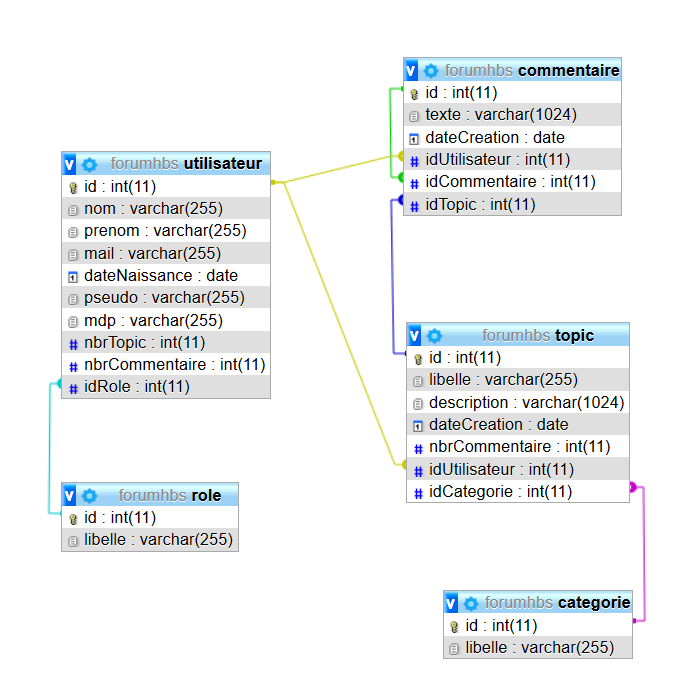 v forumhbs utilisateur
id : int(11)
nom : varchar(255)
prenom : varchar(255)
mail : varchar(255)
dateNaissance : date
pseudo : varchar(255)
mdp : varchar(255)
# nbrTopic : int(11)
# nbrCommentaire : int(11)
# idRole : int(11)
v forumhbs role
id : int(11)
libelle : varchar(255)
v forumhbs commentaire
id : int(11)
texte : varchar(1024)
dateCreation : date
# idUtilisateur : int(11)
# idCommentaire : int(11)
# idTopic : int(11)
v forumhbs topic
id : int(11)
libelle : varchar(255)
description : varchar(1024)
dateCreation : date
# nbrCommentaire : int(11)
# idUtilisateur : int(11)
# idCategorie : int(11)
v forumhbs categorie
id : int(11)
libelle : varchar(255)